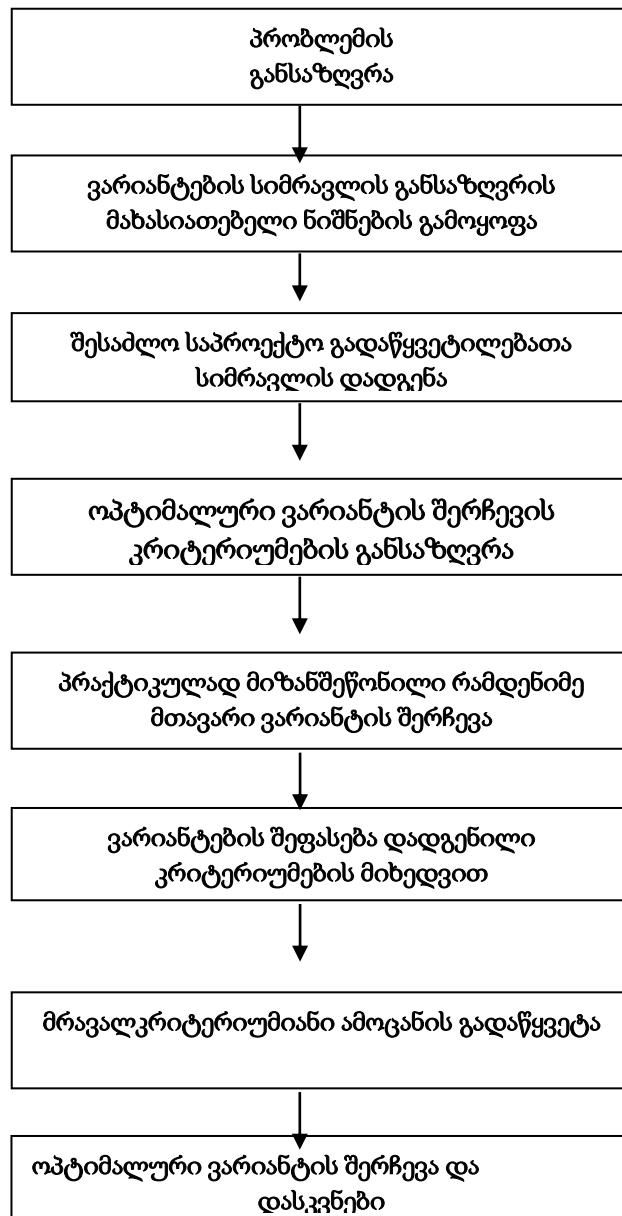 პრობლემის
განსაზღვრა
ვარიანტების სიმრავლის განსაზღვრის
მახასიათებელი ნიშნების გამოყოფა
შესაძლო საპროექტო გადაწყვეტილებათა
სიმრავლის დადგენა
ოპტიმალური ვარიანტის შერჩევის
კრიტერიუმების განსაზღვრა
პრაქტიკულად მიზანშეწონილი რამდენიმე
მთავარი ვარიანტის შერჩევა
ვარიანტების შეფასება დადგენილი
კრიტერიუმების მიხედვით
მრავალკრიტერიუმიანი ამოცანის გადაწყვეტა
ოპტიმალური ვარიანტის შერჩევა და
დასკვნები